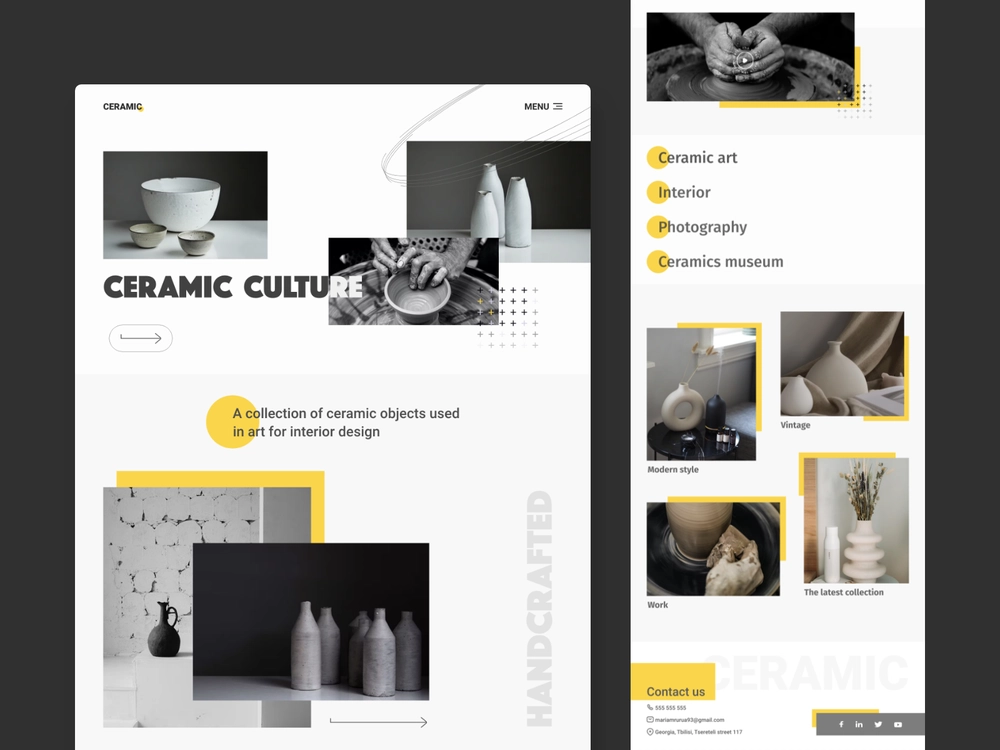 CERAMIC
MENU
CERAMIC CULTURE
A collection of ceramic objects used
in art for interior design
HANDCRAFTED
Ceramic art
Interior
Photography
Ceramics museum
Modern style
Vintage
Work
The latest collection
CERAMIC
Contact us
555 555 555
mariamrurua93@gmail.com
Georgia, Tbilisi, Tsereteli street 117